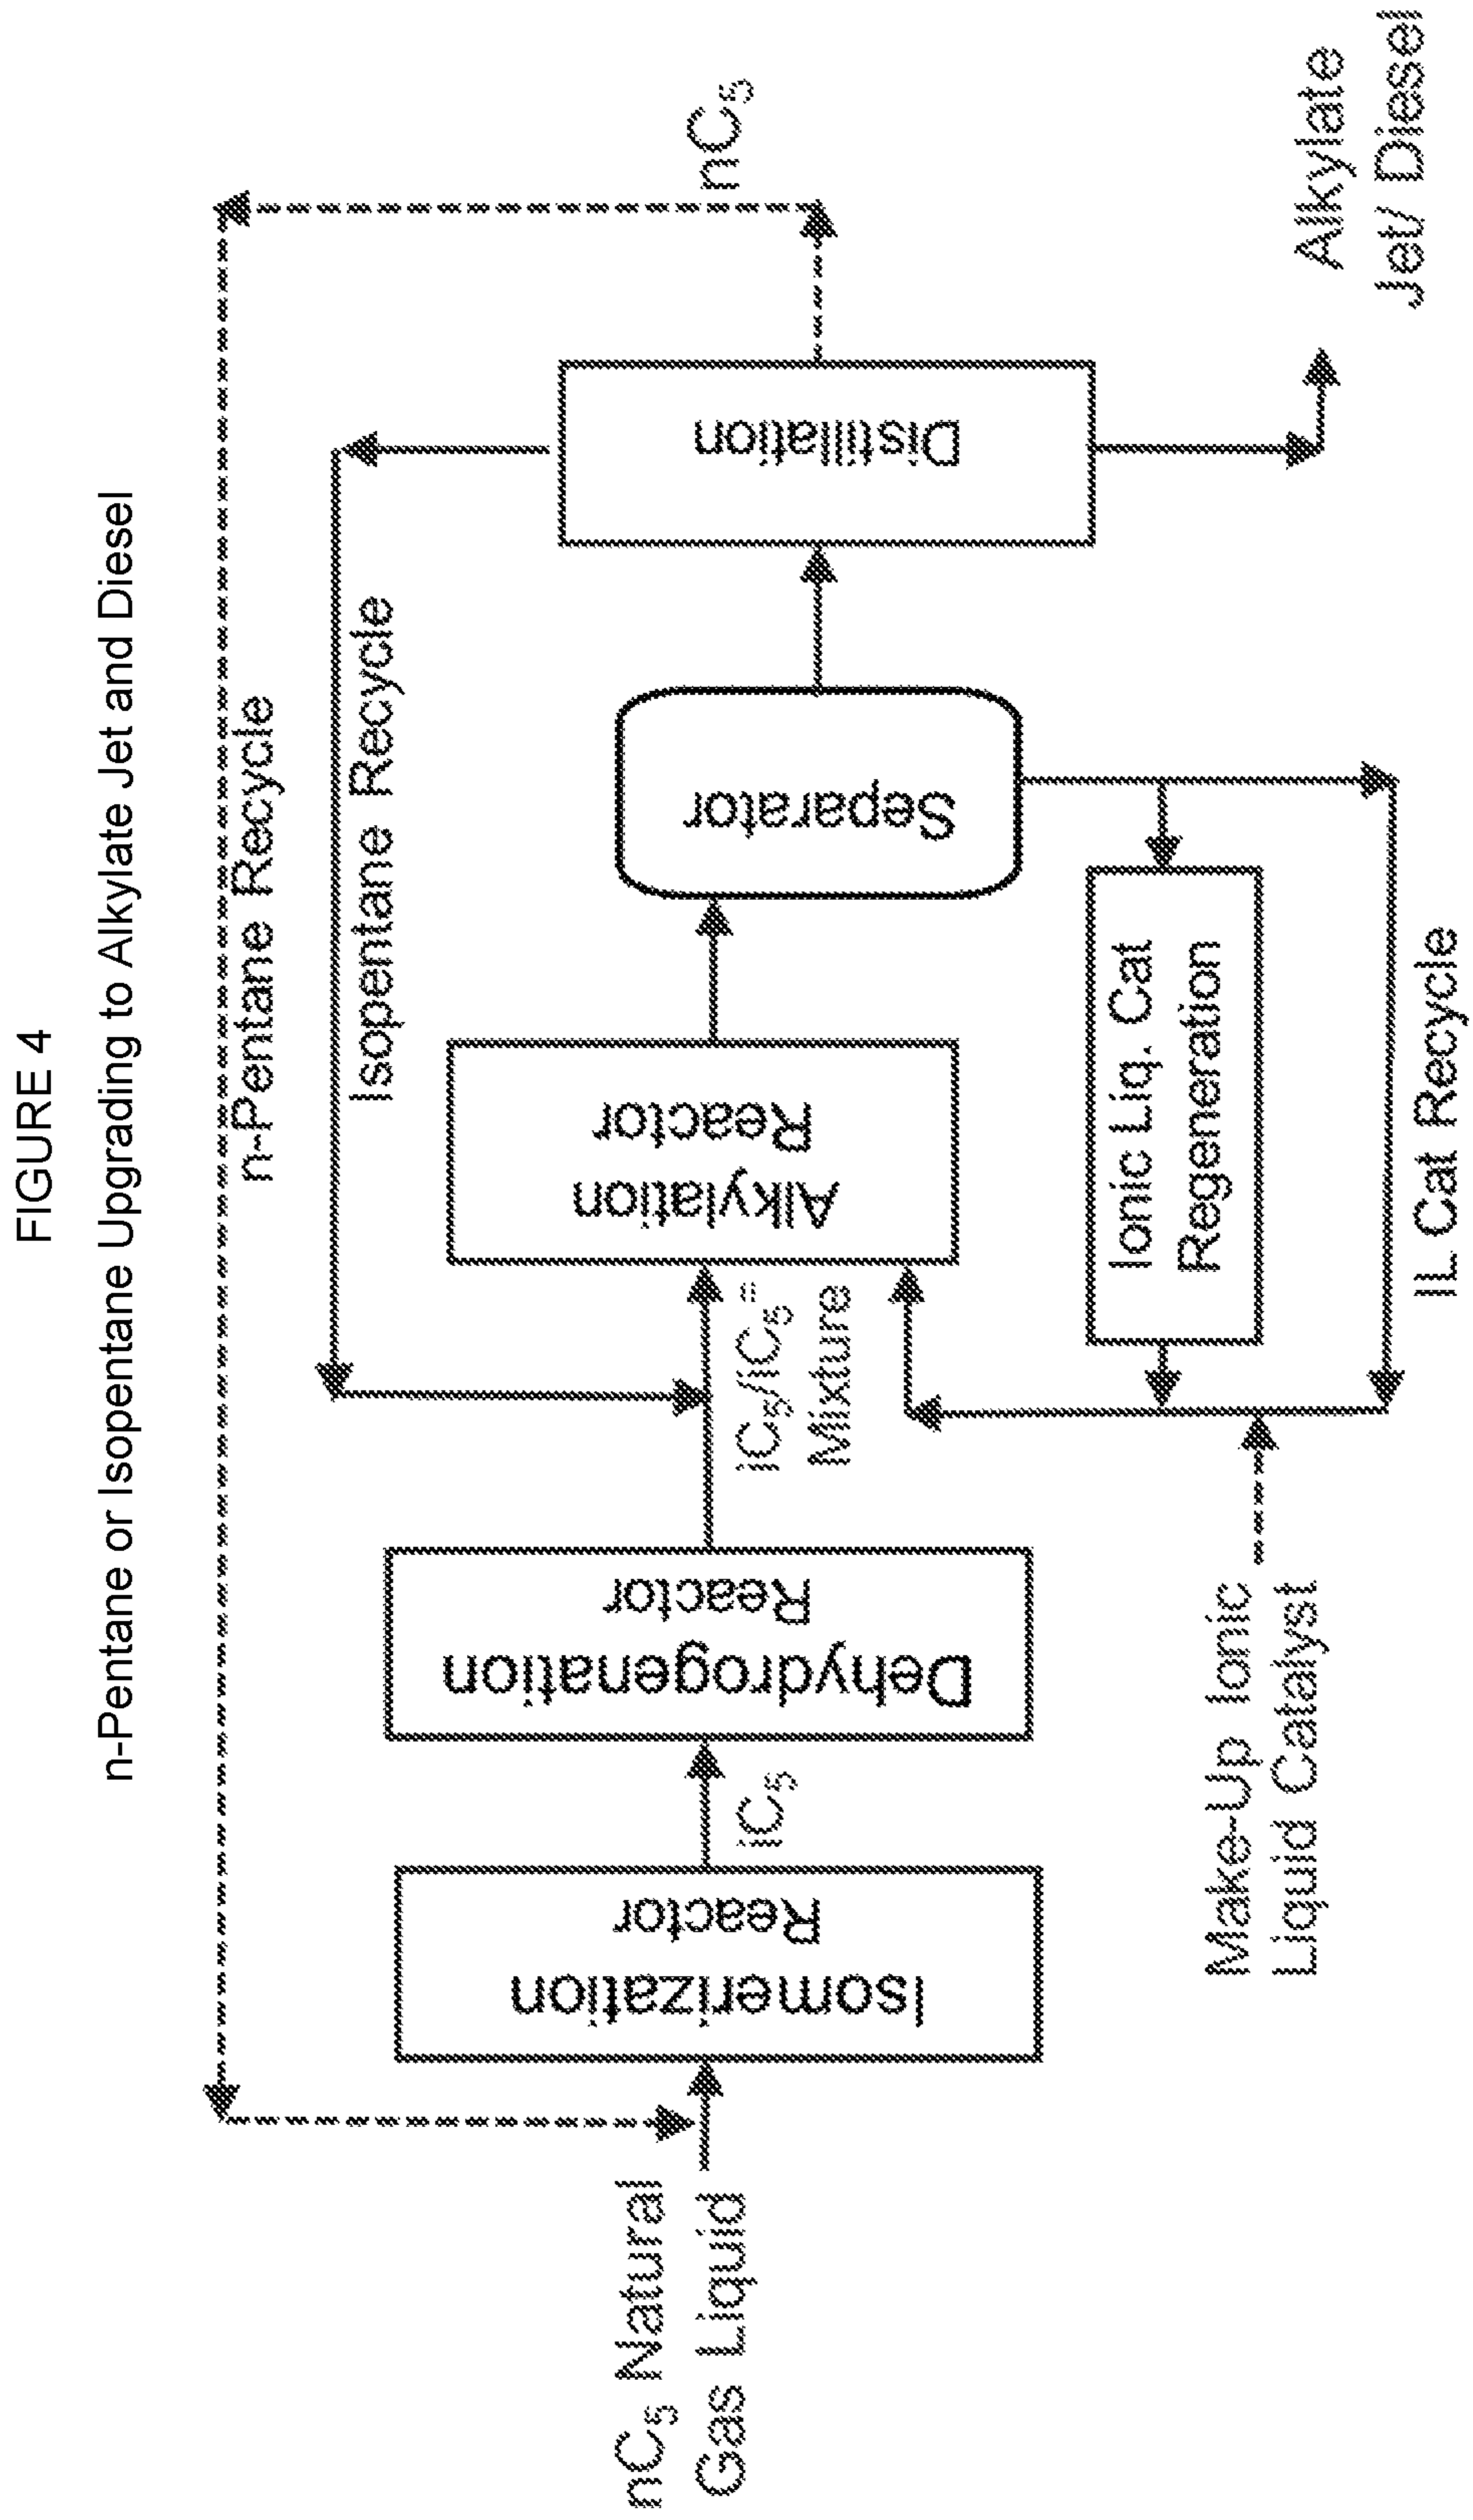 FIGURE 4
n-Pentane or Isopentane Upgrading to Alkylate Jet and Diesel
n-Pentane Recycle
Isopentane Recycle
nC₅ Natural
Gas Liquid
Isomerization
Reactor
iC₅
Dehydrogenation
Reactor
iC₅/iC₅⁼
Mixture
Alkylation
Reactor
Separator
Distillation
nC₅
Alkylate
Jet/ Diesel
Ionic Liq. Cat
Regeneration
IL Cat Recycle
Make-Up Ionic
Liquid Catalyst